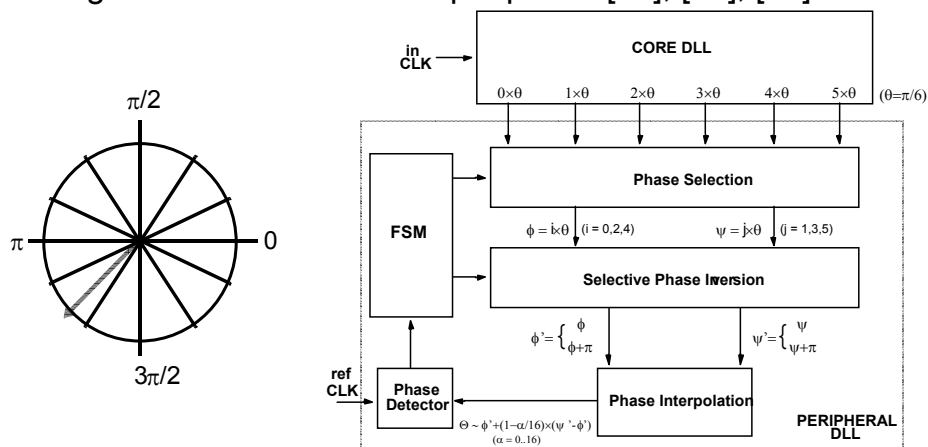 CORE DLL
in
CLK
0×θ 1×θ 2×θ 3×θ 4×θ 5×θ (θ=π/6)
π/2
π
0
3π/2
Phase Selection
FSM
ϕ = i×θ (i = 0,2,4) ψ = j×θ (j = 1,3,5)
Selective Phase Inversion
ϕ'= { ϕ
ϕ+π
ψ'= { ψ
ψ+π
ref
CLK
Phase
Detector
Phase Interpolation
Θ ~ ϕ'+(1-α/16)×(ψ'-ϕ')
(α = 0..16)
PERIPHERAL
DLL